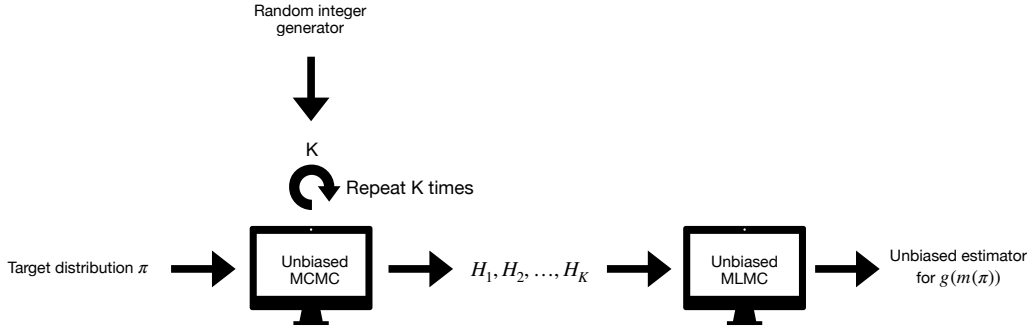 Random integer
generator
K
Repeat K times
Target distribution π
Unbiased
MCMC
H₁, H₂, …, H_K
Unbiased
MLMC
Unbiased estimator
for g(m(π))